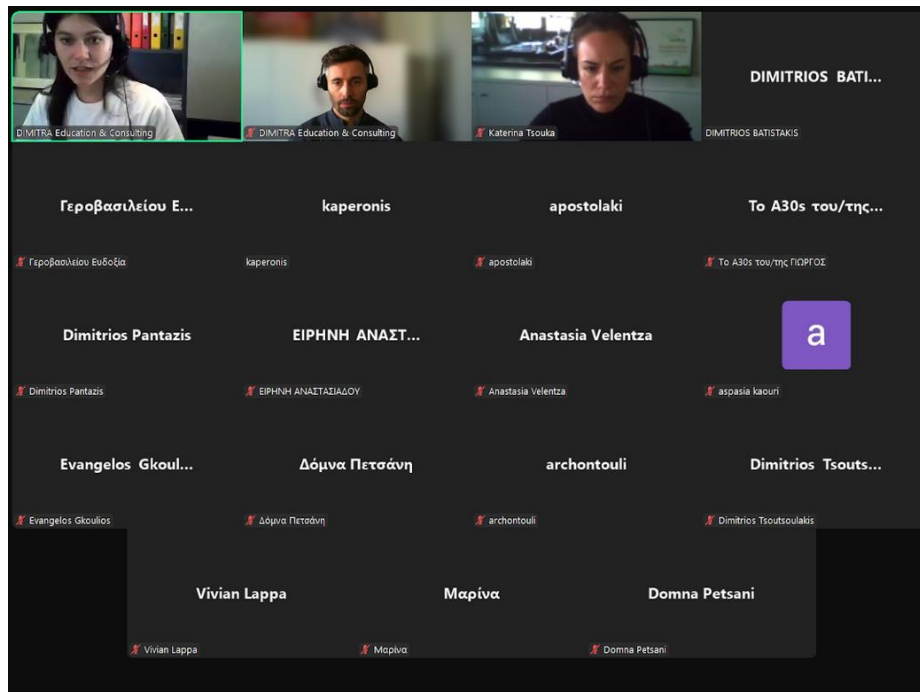 DIMITRA Education & Consulting
DIMITRA Education & Consulting
Katerina Tsouka
DIMITRIOS BATI...
DIMITRIOS BATISTAKIS
Γεροβασιλείου Ε...
Γεροβασιλείου Ευδοξία
kaperonis
kaperonis
apostolaki
apostolaki
Το A30s του/της...
Το A30s του/της ΓΙΩΡΓΟΣ
Dimitrios Pantazis
Dimitrios Pantazis
ΕΙΡΗΝΗ ΑΝΑΣΤ...
ΕΙΡΗΝΗ ΑΝΑΣΤΑΣΙΑΔΟΥ
Anastasia Velentza
Anastasia Velentza
a
aspasia kaouri
Evangelos Gkoul...
Evangelos Gkoulios
Δόμνα Πετσάνη
Δόμνα Πετσάνη
archontouli
archontouli
Dimitrios Tsouts...
Dimitrios Tsoutsoulakis
Vivian Lappa
Vivian Lappa
Μαρίνα
Μαρίνα
Domna Petsani
Domna Petsani